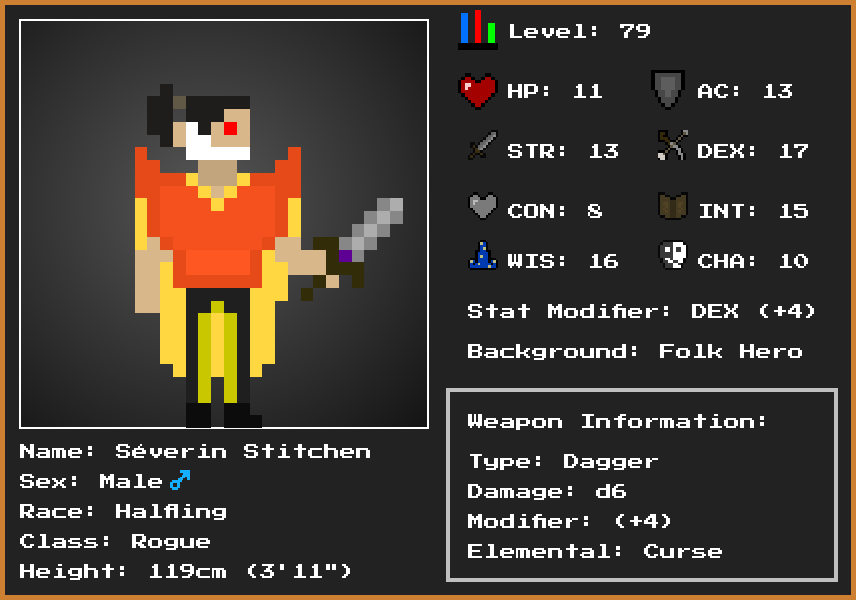 Level: 79
HP: 11
AC: 13
STR: 13
DEX: 17
CON: 8
INT: 15
WIS: 16
CHA: 10
Stat Modifier: DEX (+4)
Background: Folk Hero
Weapon Information:
Type: Dagger
Damage: d6
Modifier: (+4)
Elemental: Curse
Name: Séverin Stitchen
Sex: Male♂
Race: Halfling
Class: Rogue
Height: 119cm (3'11")